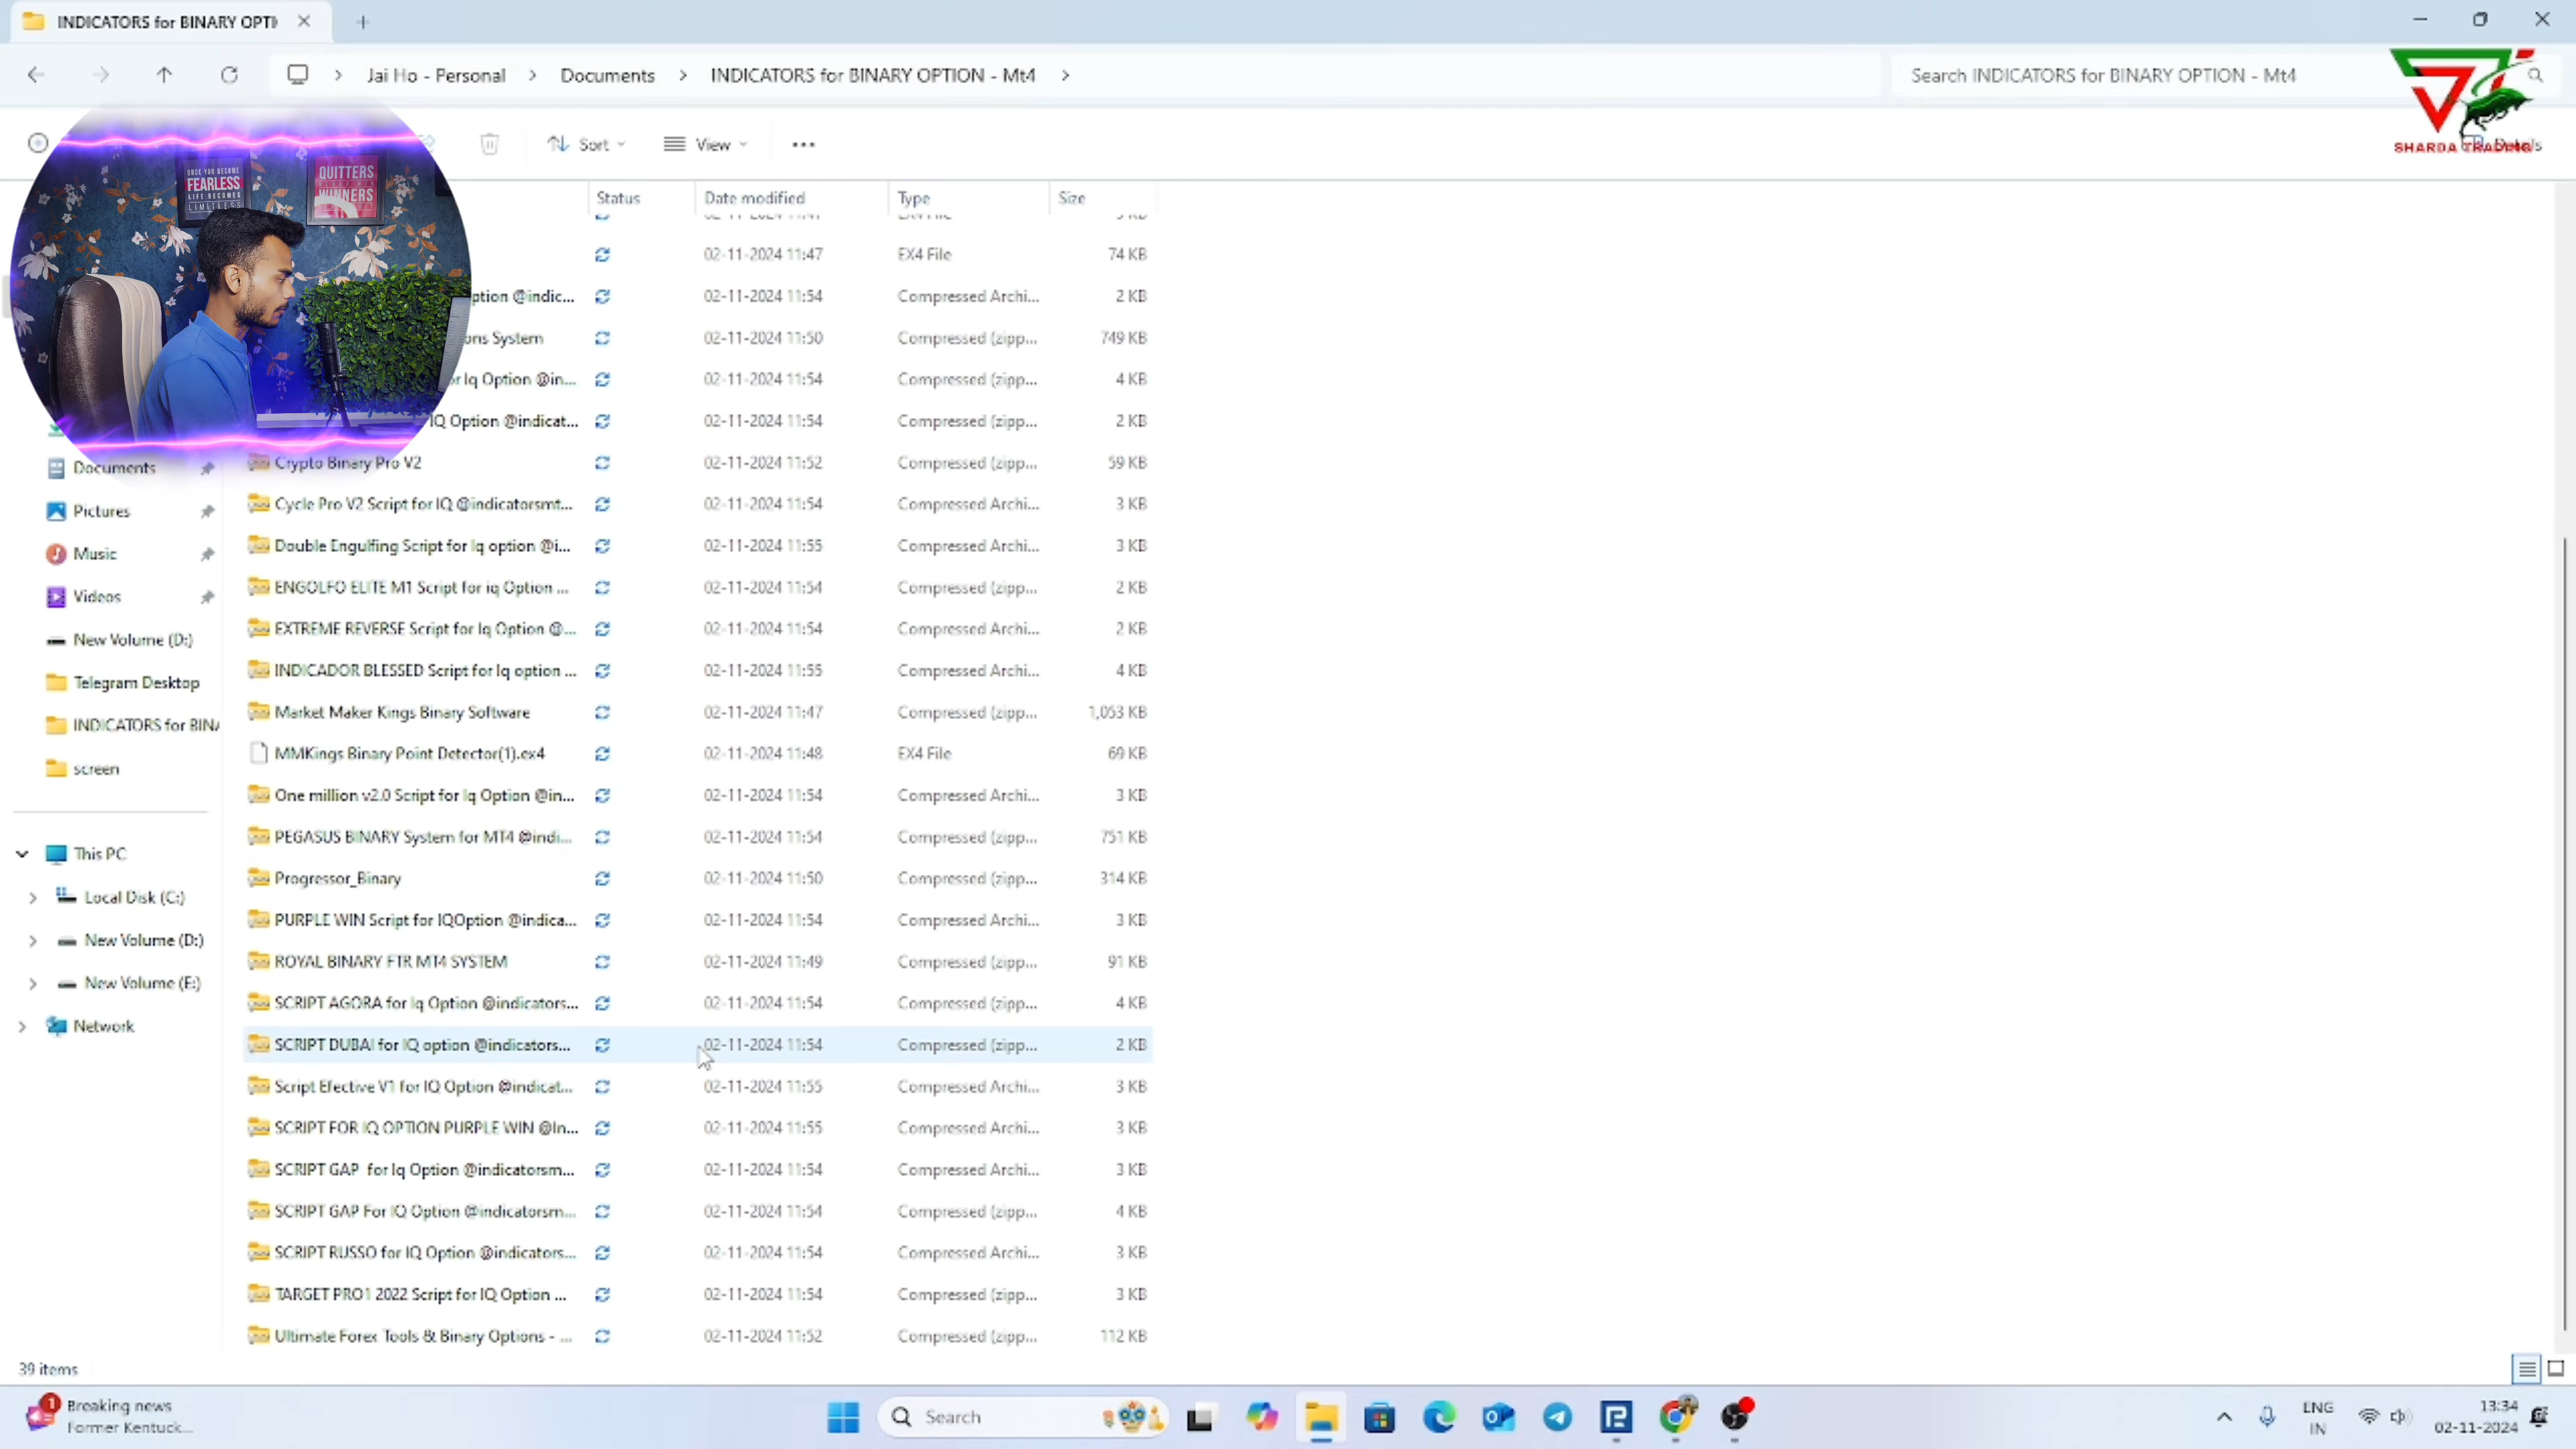 INDICATORS for BINARY OPTI
Jai Ho - Personal > Documents > INDICATORS for BINARY OPTION - Mt4 >
Search INDICATORS for BINARY OPTION - Mt4
SHARDA TRADING
Sort
View
ONCE YOU BECOME
FEARLESS
LIFE BECOMES
LIMITLESS
QUITTERS
WINNERS
Status Date modified Type Size
02-11-2024 11:47 EX4 File 74 KB
ption @indic... 02-11-2024 11:54 Compressed Archi... 2 KB
ons System 02-11-2024 11:50 Compressed (zipp... 749 KB
or Iq Option @in... 02-11-2024 11:54 Compressed (zipp... 4 KB
IQ Option @indicat... 02-11-2024 11:54 Compressed (zipp... 2 KB
Crypto Binary Pro V2 02-11-2024 11:52 Compressed (zipp... 59 KB
Cycle Pro V2 Script for IQ @indicatorsmt... 02-11-2024 11:54 Compressed Archi... 3 KB
Double Engulfing Script for Iq option @i... 02-11-2024 11:55 Compressed Archi... 3 KB
ENGOLFO ELITE M1 Script for iq Option ... 02-11-2024 11:54 Compressed (zipp... 2 KB
EXTREME REVERSE Script for Iq Option @... 02-11-2024 11:54 Compressed Archi... 2 KB
INDICADOR BLESSED Script for Iq option ... 02-11-2024 11:55 Compressed Archi... 4 KB
Market Maker Kings Binary Software 02-11-2024 11:47 Compressed (zipp... 1,053 KB
MMKings Binary Point Detector(1).ex4 02-11-2024 11:48 EX4 File 69 KB
One million v2.0 Script for Iq Option @in... 02-11-2024 11:54 Compressed Archi... 3 KB
PEGASUS BINARY System for MT4 @indi... 02-11-2024 11:54 Compressed (zipp... 751 KB
Progressor_Binary 02-11-2024 11:50 Compressed (zipp... 314 KB
PURPLE WIN Script for IQOption @indica... 02-11-2024 11:54 Compressed Archi... 3 KB
ROYAL BINARY FTR MT4 SYSTEM 02-11-2024 11:49 Compressed (zipp... 91 KB
SCRIPT AGORA for Iq Option @indicators... 02-11-2024 11:54 Compressed (zipp... 4 KB
SCRIPT DUBAI for IQ option @indicators... 02-11-2024 11:54 Compressed (zipp... 2 KB
Script Efective V1 for IQ Option @indicat... 02-11-2024 11:55 Compressed Archi... 3 KB
SCRIPT FOR IQ OPTION PURPLE WIN @In... 02-11-2024 11:55 Compressed Archi... 3 KB
SCRIPT GAP for Iq Option @indicatorsm... 02-11-2024 11:54 Compressed Archi... 3 KB
SCRIPT GAP For IQ Option @indicatorsm... 02-11-2024 11:54 Compressed (zipp... 4 KB
SCRIPT RUSSO for IQ Option @indicators... 02-11-2024 11:54 Compressed Archi... 3 KB
TARGET PRO1 2022 Script for IQ Option ... 02-11-2024 11:54 Compressed (zipp... 3 KB
Ultimate Forex Tools & Binary Options - ... 02-11-2024 11:52 Compressed (zipp... 112 KB
Documents
Pictures
Music
Videos
New Volume (D:)
Telegram Desktop
INDICATORS for BINA
screen
This PC
Local Disk (C:)
New Volume (D:)
New Volume (E:)
Network
39 items
1
Breaking news
Former Kentuck...
Search
ENG
IN
13:34
02-11-2024